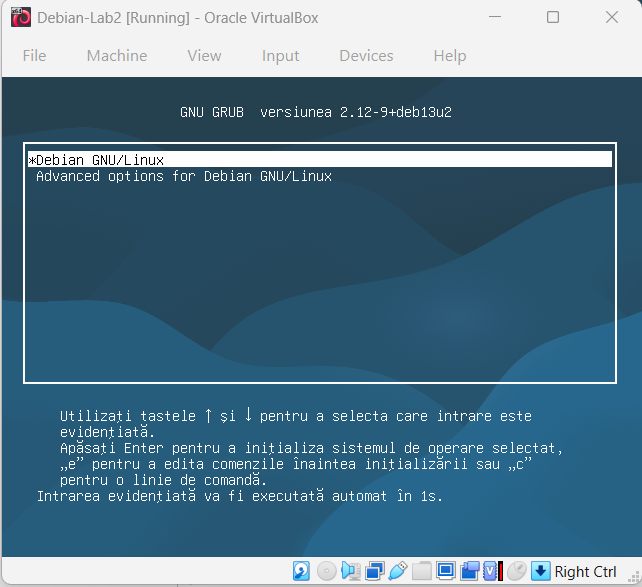 Debian-Lab2 [Running] - Oracle VirtualBox
File Machine View Input Devices Help
GNU GRUB versiunea 2.12-9+deb13u2
*Debian GNU/Linux
Advanced options for Debian GNU/Linux
Utilizați tastele ↑ și ↓ pentru a selecta care intrare este
evidențiată.
Apăsați Enter pentru a inițializa sistemul de operare selectat,
„e” pentru a edita comenzile înaintea inițializării sau „c”
pentru o linie de comandă.
Intrarea evidențiată va fi executată automat în 1s.
Right Ctrl